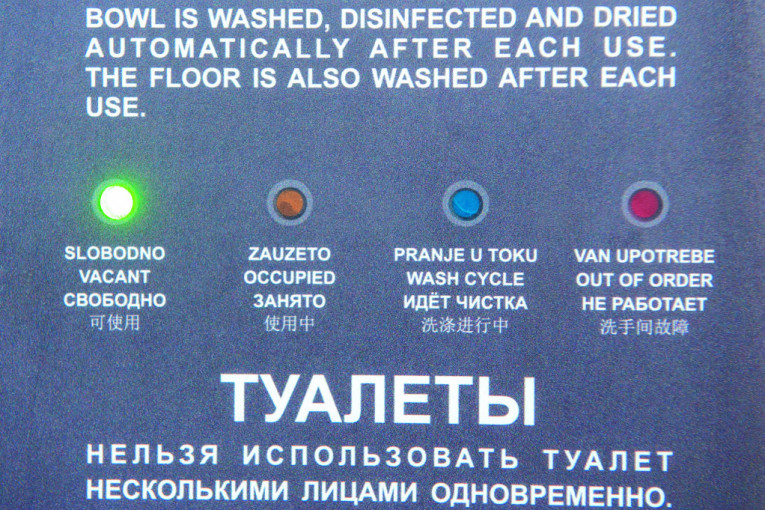 BOWL IS WASHED, DISINFECTED AND DRIED
AUTOMATICALLY AFTER EACH USE.
THE FLOOR IS ALSO WASHED AFTER EACH
USE.
SLOBODNO
VACANT
СВОБОДНО
可使用
ZAUZETO
OCCUPIED
ЗАНЯТО
使用中
PRANJE U TOKU
WASH CYCLE
ИДЁТ ЧИСТКА
洗涤进行中
VAN UPOTREBE
OUT OF ORDER
НЕ РАБОТАЕТ
洗手间故障
ТУАЛЕТЫ
НЕЛЬЗЯ ИСПОЛЬЗОВАТЬ ТУАЛЕТ
НЕСКОЛЬКИМИ ЛИЦАМИ ОДНОВРЕМЕННО.